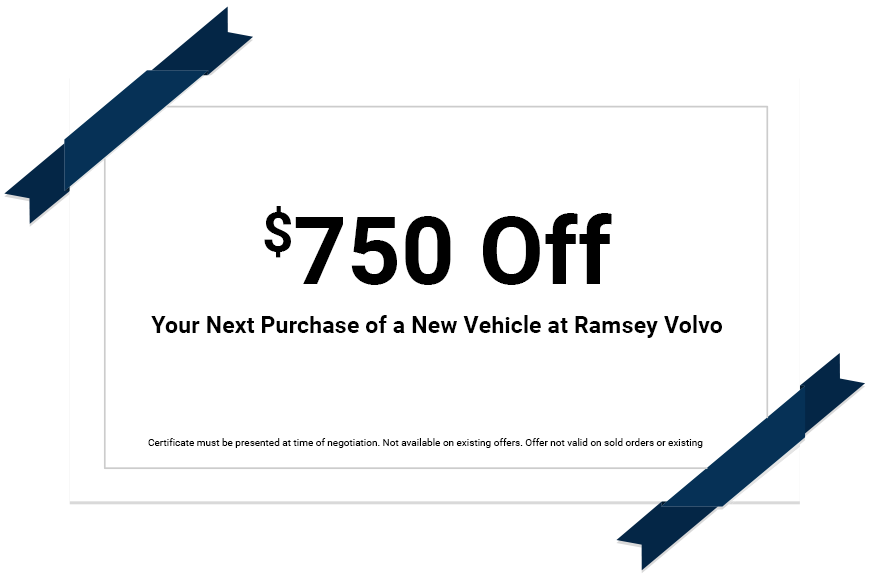 $750 Off
Your Next Purchase of a New Vehicle at Ramsey Volvo
Certificate must be presented at time of negotiation. Not available on existing offers. Offer not valid on sold orders or existing